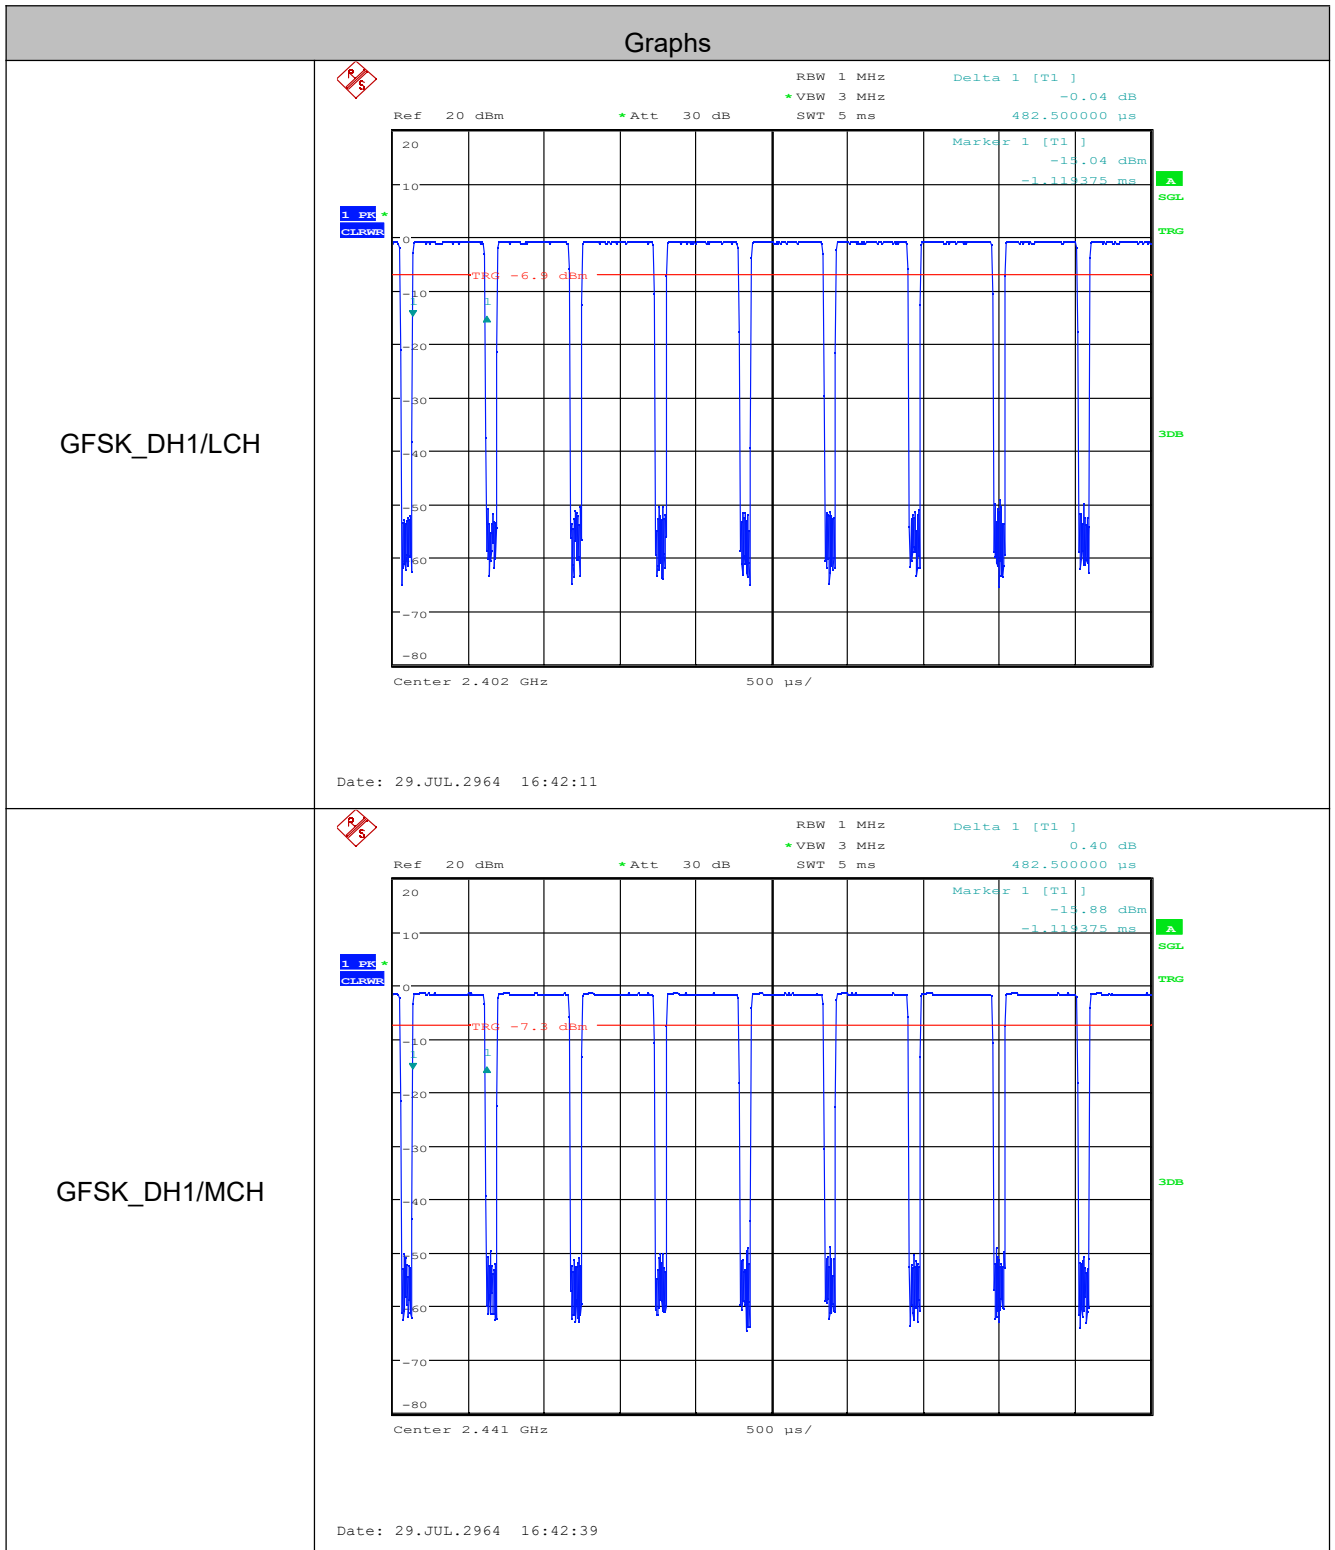 Graphs
GFSK_DH1/LCH
R S
RBW 1 MHz Delta 1 [T1 ]
*VBW 3 MHz -0.04 dB
Ref 20 dBm *Att 30 dB SWT 5 ms 482.500000 µs
20 Marker 1 [T1 ]
-15.04 dBm
-1.119375 ms A
10
SGL
1 PK *
CLRWR TRG
0
TRG -6.9 dBm
-10
1 1
-20
-30
3DB
-40
-50
-60
-70
-80
Center 2.402 GHz 500 µs/
Date: 29.JUL.2964 16:42:11
GFSK_DH1/MCH
R S
RBW 1 MHz Delta 1 [T1 ]
*VBW 3 MHz 0.40 dB
Ref 20 dBm *Att 30 dB SWT 5 ms 482.500000 µs
20 Marker 1 [T1 ]
-15.88 dBm
-1.119375 ms A
10
SGL
1 PK *
CLRWR TRG
0
TRG -7.3 dBm
-10
1 1
-20
-30
3DB
-40
-50
-60
-70
-80
Center 2.441 GHz 500 µs/
Date: 29.JUL.2964 16:42:39